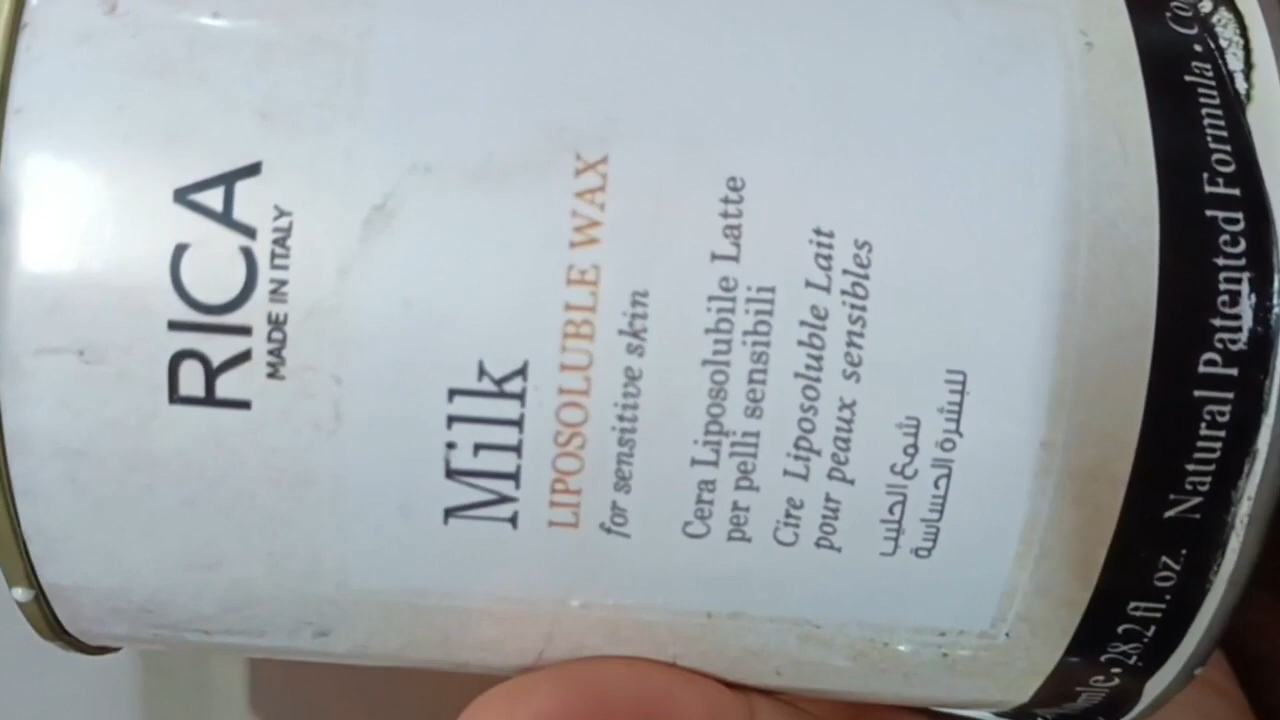 RICA
MADE IN ITALY
Milk
LIPOSOLUBLE WAX
for sensitive skin
Cera Liposolubile Latte
per pelli sensibili
Cire Liposoluble Lait
pour peaux sensibles
شمع الحليب
للبشرة الحساسة
28.2 fl. oz. Natural Patented Formula •